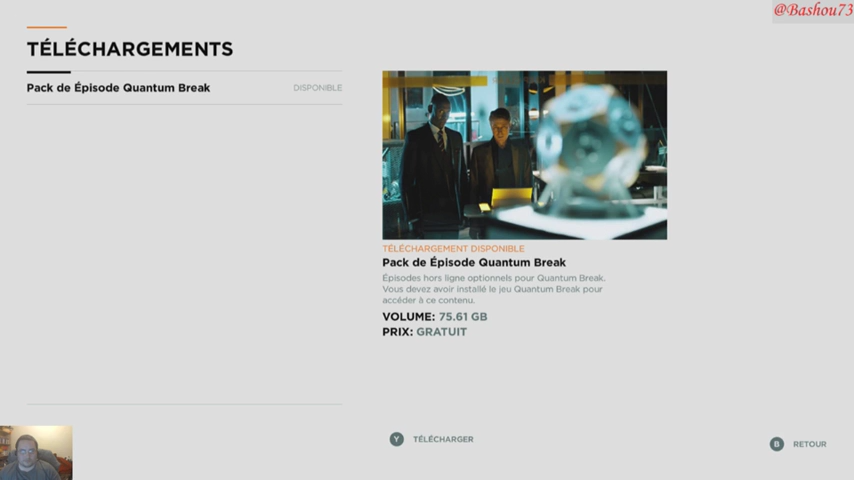 @Bashou73
TÉLÉCHARGEMENTS
Pack de Épisode Quantum Break
DISPONIBLE
TÉLÉCHARGEMENT DISPONIBLE
Pack de Épisode Quantum Break
Épisodes hors ligne optionnels pour Quantum Break.
Vous devez avoir installé le jeu Quantum Break pour
accéder à ce contenu.
VOLUME: 75.61 GB
PRIX: GRATUIT
Y TÉLÉCHARGER
B RETOUR